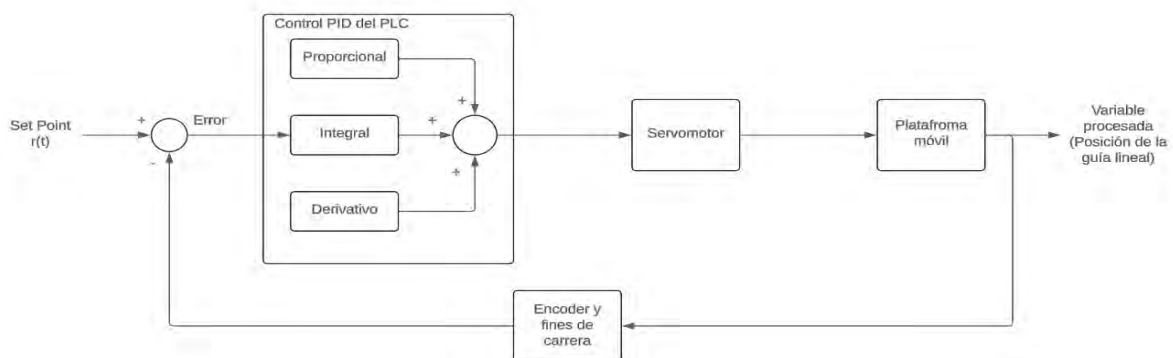 Control PID del PLC
Proporcional
+
+
Set Point
r(t)
Error
Integral
+
Servomotor
Platafroma
móvil
Variable
procesada
(Posición de la
guía lineal)
-
+
Derivativo
Encoder y
fines de
carrera